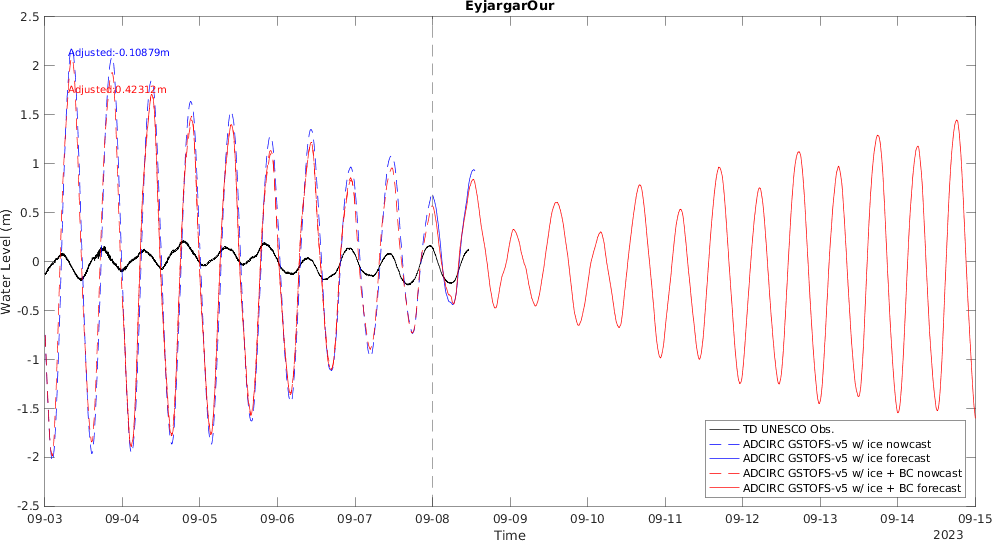 EyjargarOur
2.5
2
1.5
1
0.5
0
-0.5
-1
-1.5
-2
-2.5
Water Level (m)
Adjusted:-0.10879m
Adjusted:0.42312m
TD UNESCO Obs.
ADCIRC GSTOFS-v5 w/ ice nowcast
ADCIRC GSTOFS-v5 w/ ice forecast
ADCIRC GSTOFS-v5 w/ ice + BC nowcast
ADCIRC GSTOFS-v5 w/ ice + BC forecast
09-03 09-04 09-05 09-06 09-07 09-08 09-09 09-10 09-11 09-12 09-13 09-14 09-15
Time
2023